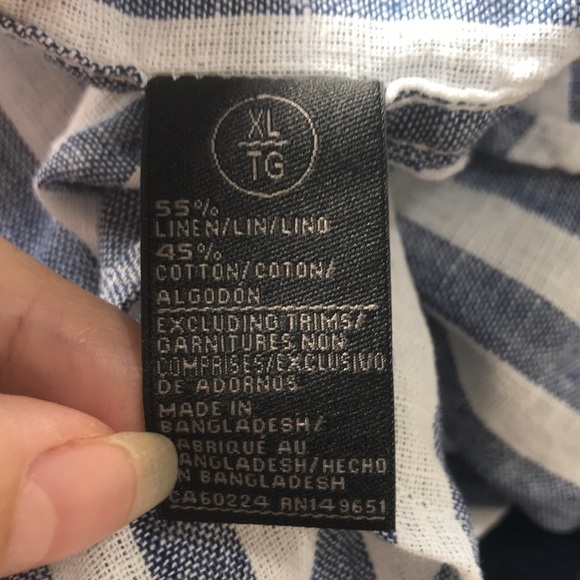 XL
TG
55%
LINEN/LIN/LINO
45%
COTTON/COTON/
ALGODÓN
EXCLUDING TRIMS/
GARNITURES NON
COMPRISES/EXCLUSIVO
DE ADORNOS
MADE IN
BANGLADESH/
FABRIQUÉ AU
BANGLADESH/HECHO
EN BANGLADESH
CA60224 RN149651